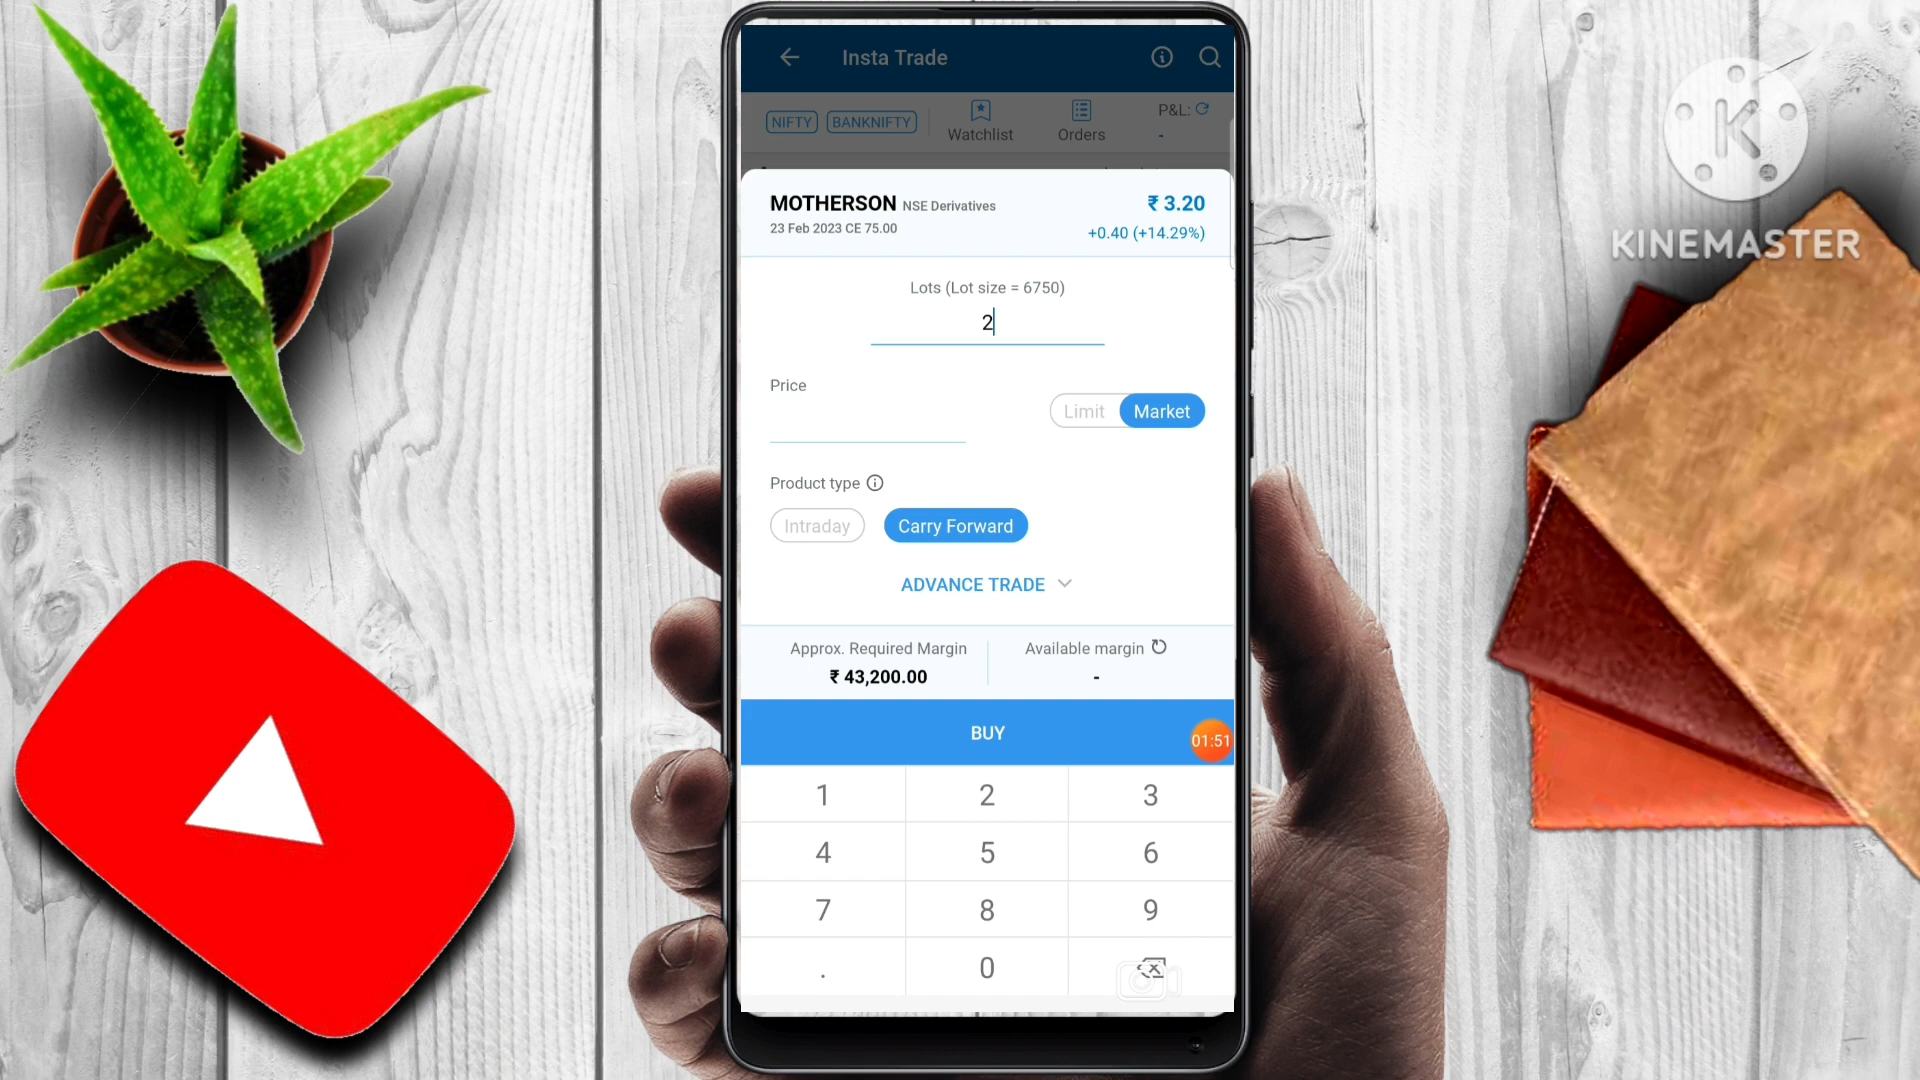 Insta Trade
NIFTY BANKNIFTY
Watchlist
Orders
P&L:
-
MOTHERSON NSE Derivatives
₹ 3.20
23 Feb 2023 CE 75.00
+0.40 (+14.29%)
Lots (Lot size = 6750)
2
Price
Limit Market
Product type
Intraday Carry Forward
ADVANCE TRADE
Approx. Required Margin
₹ 43,200.00
Available margin
-
BUY
01:51
1 2 3
4 5 6
7 8 9
. 0
K
KINEMASTER